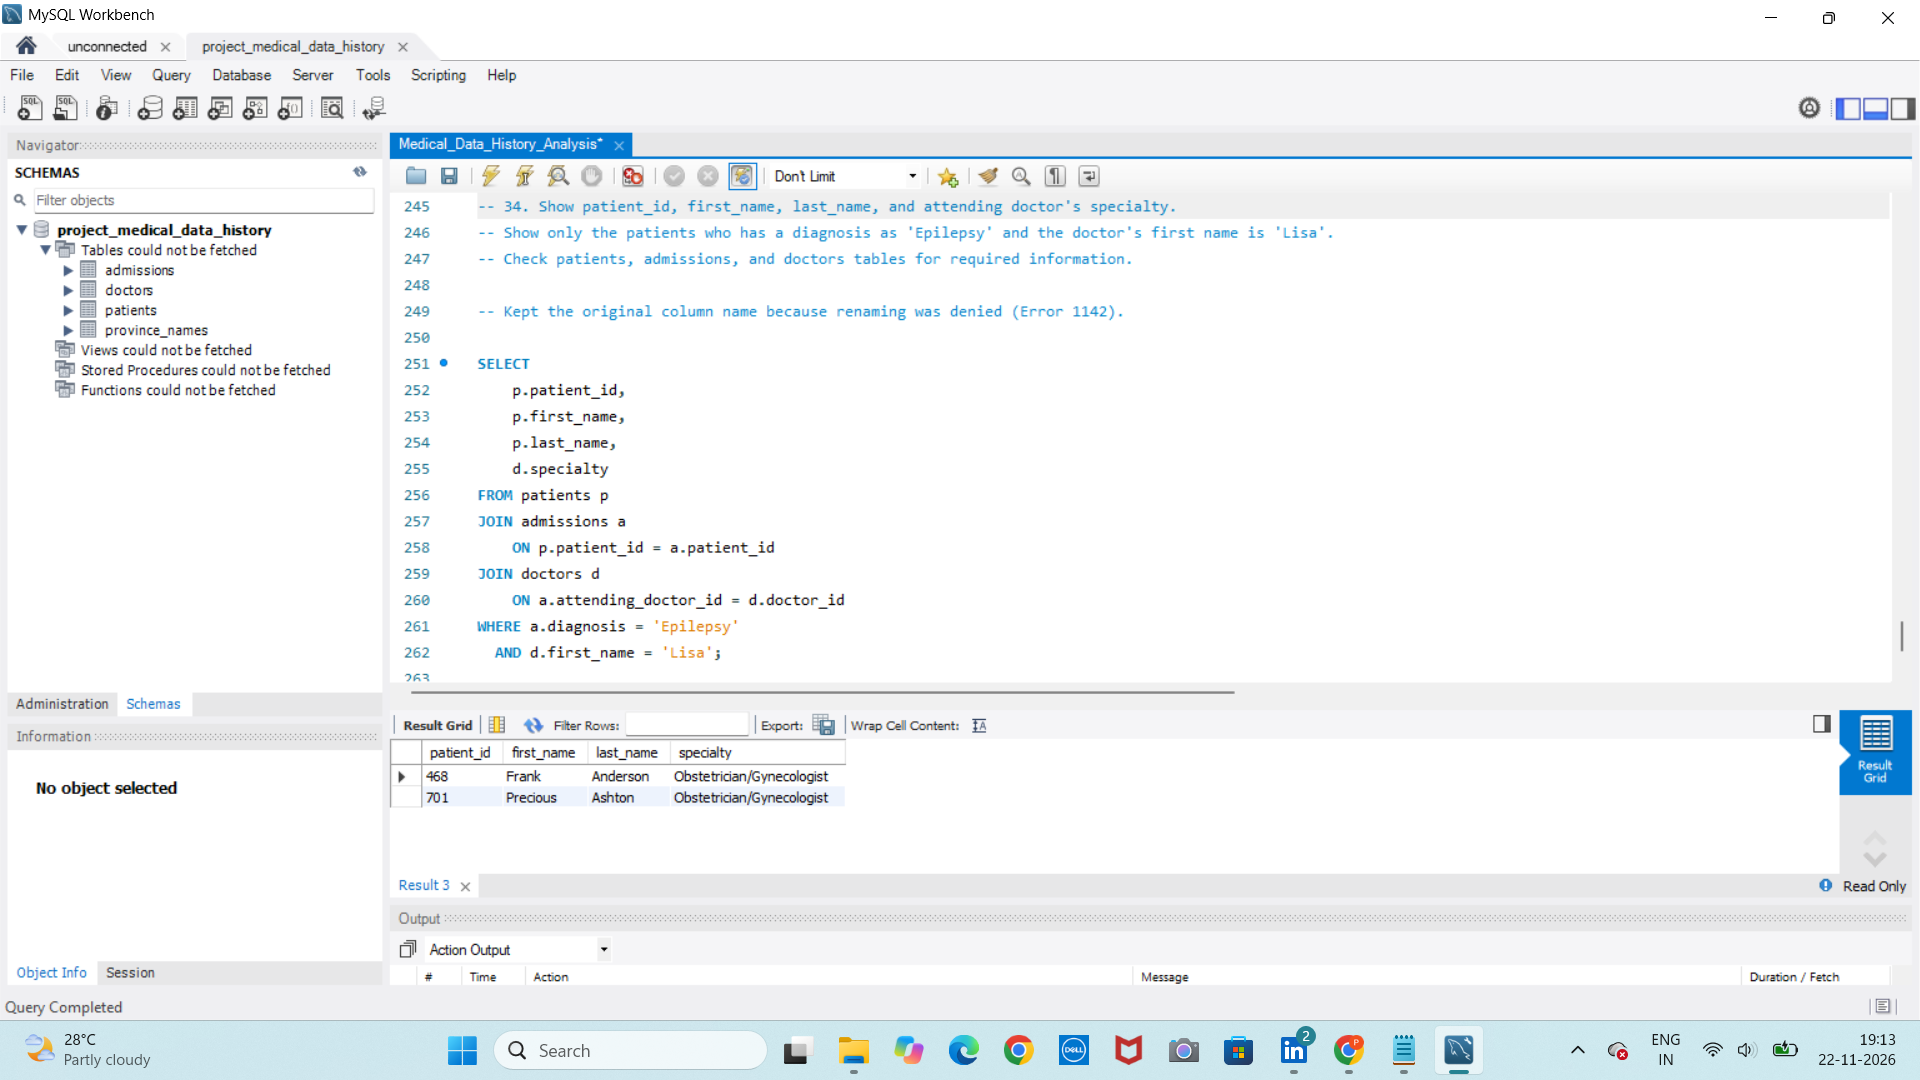 MySQL Workbench
unconnected
project_medical_data_history
File Edit View Query Database Server Tools Scripting Help
Navigator
SCHEMAS
Filter objects
project_medical_data_history
Tables could not be fetched
admissions
doctors
patients
province_names
Views could not be fetched
Stored Procedures could not be fetched
Functions could not be fetched
Administration Schemas
Information
No object selected
Object Info Session
Query Completed
Medical_Data_History_Analysis*
Don't Limit
245 -- 34. Show patient_id, first_name, last_name, and attending doctor's specialty.
246 -- Show only the patients who has a diagnosis as 'Epilepsy' and the doctor's first name is 'Lisa'.
247 -- Check patients, admissions, and doctors tables for required information.
248
249 -- Kept the original column name because renaming was denied (Error 1142).
250
251 SELECT
252 p.patient_id,
253 p.first_name,
254 p.last_name,
255 d.specialty
256 FROM patients p
257 JOIN admissions a
258 ON p.patient_id = a.patient_id
259 JOIN doctors d
260 ON a.attending_doctor_id = d.doctor_id
261 WHERE a.diagnosis = 'Epilepsy'
262 AND d.first_name = 'Lisa';
263
Result Grid Filter Rows: Export: Wrap Cell Content:
patient_id first_name last_name specialty
468 Frank Anderson Obstetrician/Gynecologist
701 Precious Ashton Obstetrician/Gynecologist
Result Grid
Result 3
Read Only
Output
Action Output
# Time Action Message Duration / Fetch
28°C
Partly cloudy
Search
DELL
2
P
ENG
IN
19:13
22-11-2026